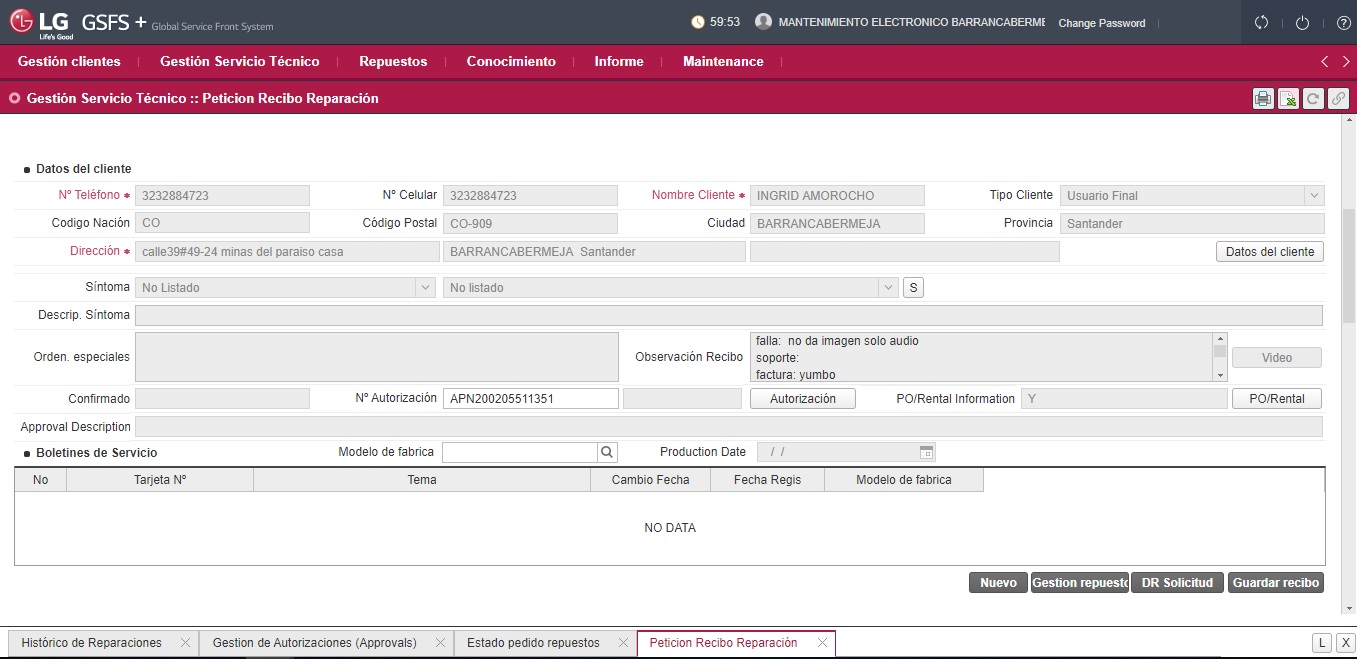 LG GSFS + Global Service Front System 59:53 MANTENIMIENTO ELECTRONICO BARRANCABERME Change Password
Life's Good
Gestión clientes Gestión Servicio Técnico Repuestos Conocimiento Informe Maintenance
Gestión Servicio Técnico :: Peticion Recibo Reparación
Datos del cliente
Nº Teléfono * 3232884723 Nº Celular 3232884723 Nombre Cliente * INGRID AMOROCHO Tipo Cliente Usuario Final
Codigo Nación CO Código Postal CO-909 Ciudad BARRANCABERMEJA Provincia Santander
Dirección * calle39#49-24 minas del paraiso casa BARRANCABERMEJA Santander Datos del cliente
Síntoma No Listado No listado S
Descrip. Síntoma
Orden. especiales Observación Recibo falla: no da imagen solo audio
soporte:
factura: yumbo
Video
Confirmado Nº Autorización APN200205511351 Autorización PO/Rental Information Y PO/Rental
Approval Description
Boletines de Servicio Modelo de fabrica Production Date / /
No Tarjeta Nº Tema Cambio Fecha Fecha Regis Modelo de fabrica
NO DATA
Nuevo Gestion repuesto DR Solicitud Guardar recibo
Histórico de Reparaciones Gestion de Autorizaciones (Approvals) Estado pedido repuestos Peticion Recibo Reparación L X